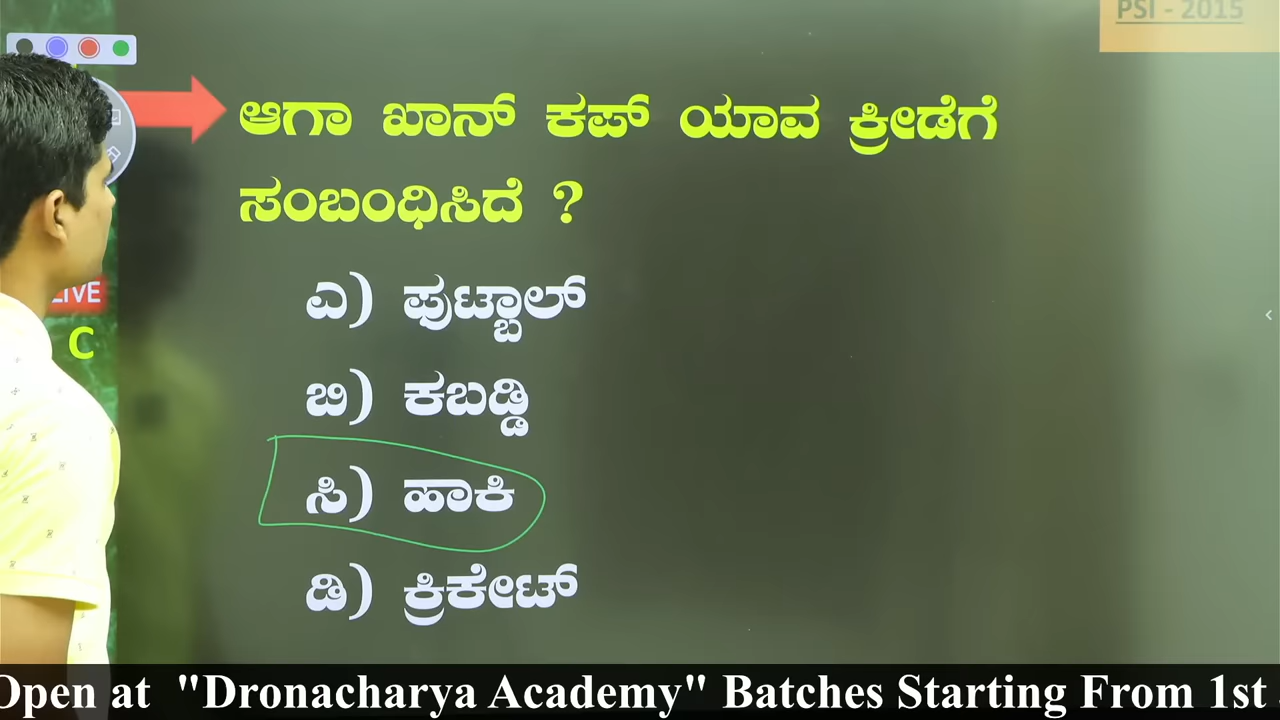 PSI - 2015
ಆಗಾ ಖಾನ್ ಕಪ್ ಯಾವ ಕ್ರೀಡೆಗೆ
ಸಂಬಂಧಿಸಿದೆ ?
ಎ) ಫುಟ್ಬಾಲ್
LIVE
C
ಬಿ) ಕಬಡ್ಡಿ
ಸಿ) ಹಾಕಿ
ಡಿ) ಕ್ರಿಕೇಟ್
Open at "Dronacharya Academy" Batches Starting From 1st